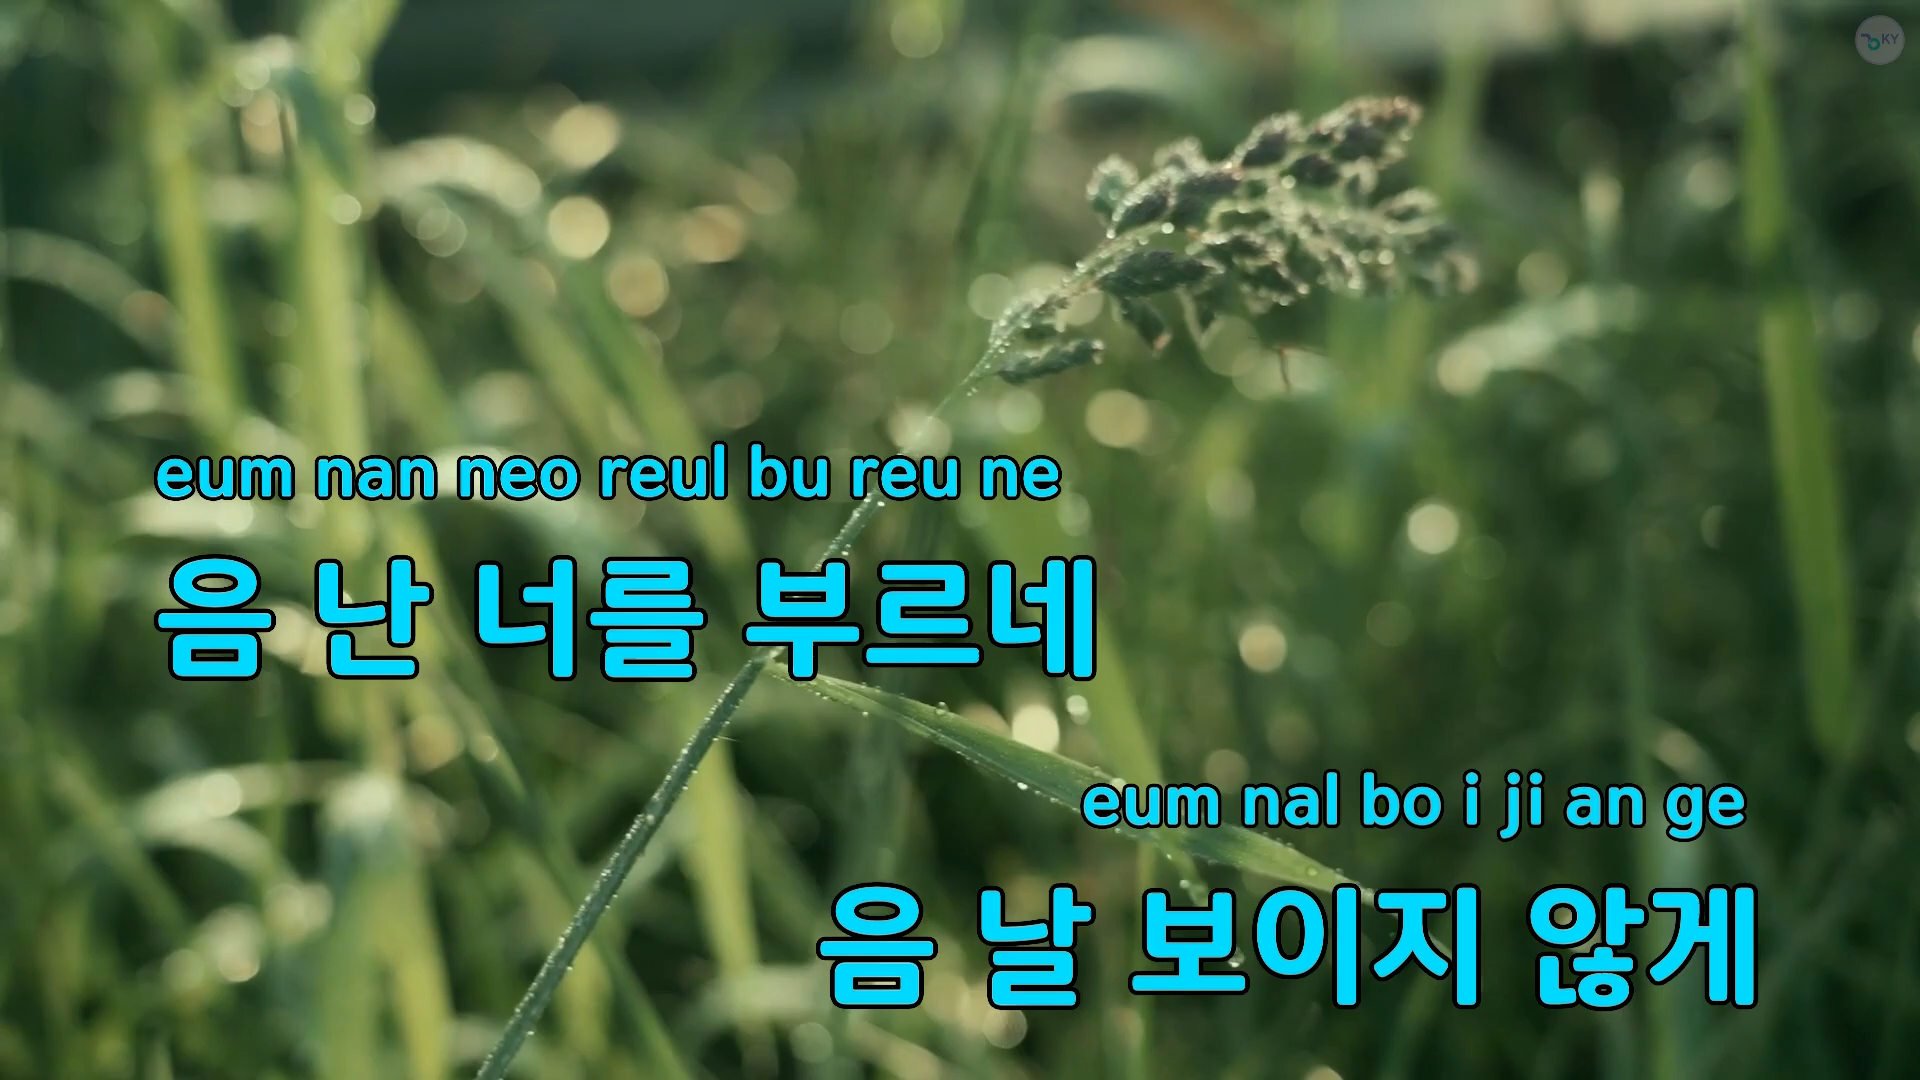 KY
eum nan neo reul bu reu ne
음 난 너를 부르네
eum nal bo i ji an ge
음 날 보이지 않게